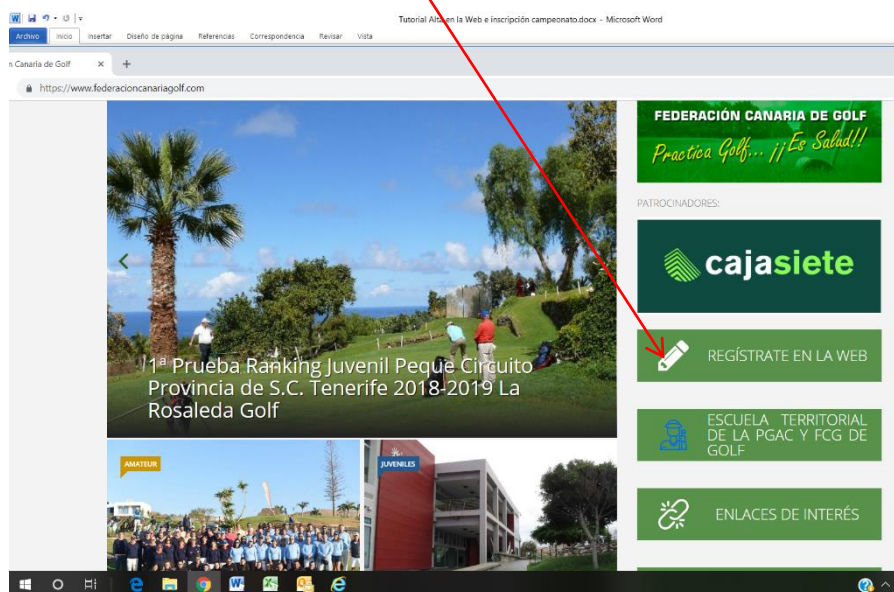 Tutorial Alta en la Web e inscripción campeonato.docx - Microsoft Word
Archivo Inicio Insertar Diseño de página Referencias Correspondencia Revisar Vista
n Canaria de Golf
https://www.federacioncanariagolf.com
FEDERACIÓN CANARIA DE GOLF
Practica Golf... ¡¡Es Salud!!
PATROCINADORES:
cajasiete
1ª Prueba Ranking Juvenil Peque Circuito
Provincia de S.C. Tenerife 2018-2019 La
Rosaleda Golf
REGÍSTRATE EN LA WEB
ESCUELA TERRITORIAL
DE LA PGAC Y FCG DE
GOLF
AMATEUR
JUVENILES
ENLACES DE INTERÉS